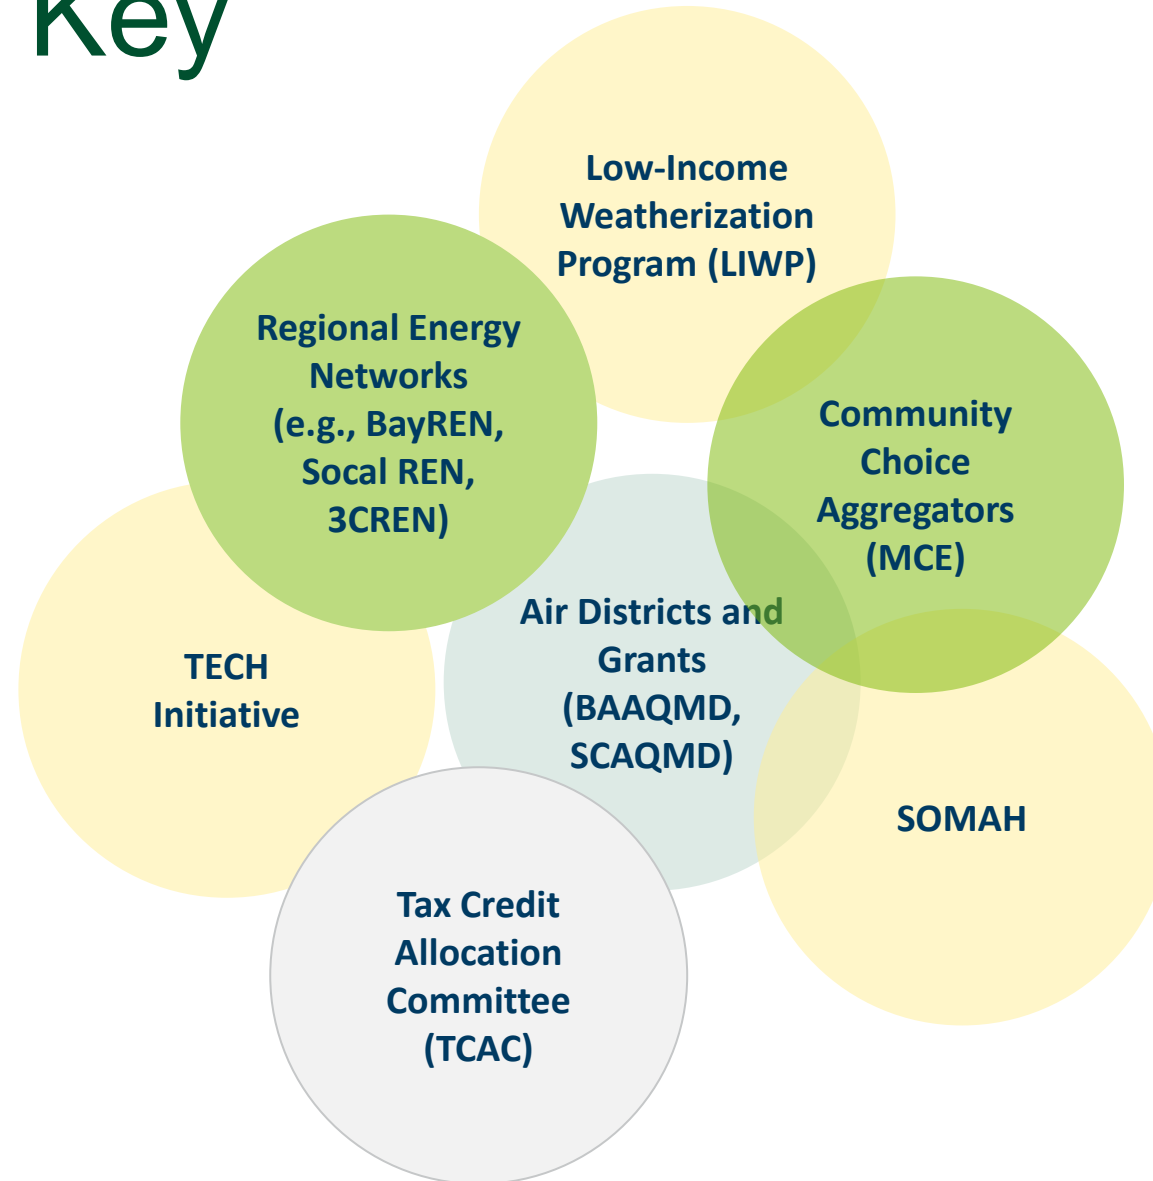 Key
Low-Income
Weatherization
Program (LIWP)
Regional Energy
Networks
(e.g., BayREN,
Socal REN,
3CREN)
Community
Choice
Aggregators
(MCE)
Air Districts and
Grants
(BAAQMD,
SCAQMD)
TECH
Initiative
SOMAH
Tax Credit
Allocation
Committee
(TCAC)